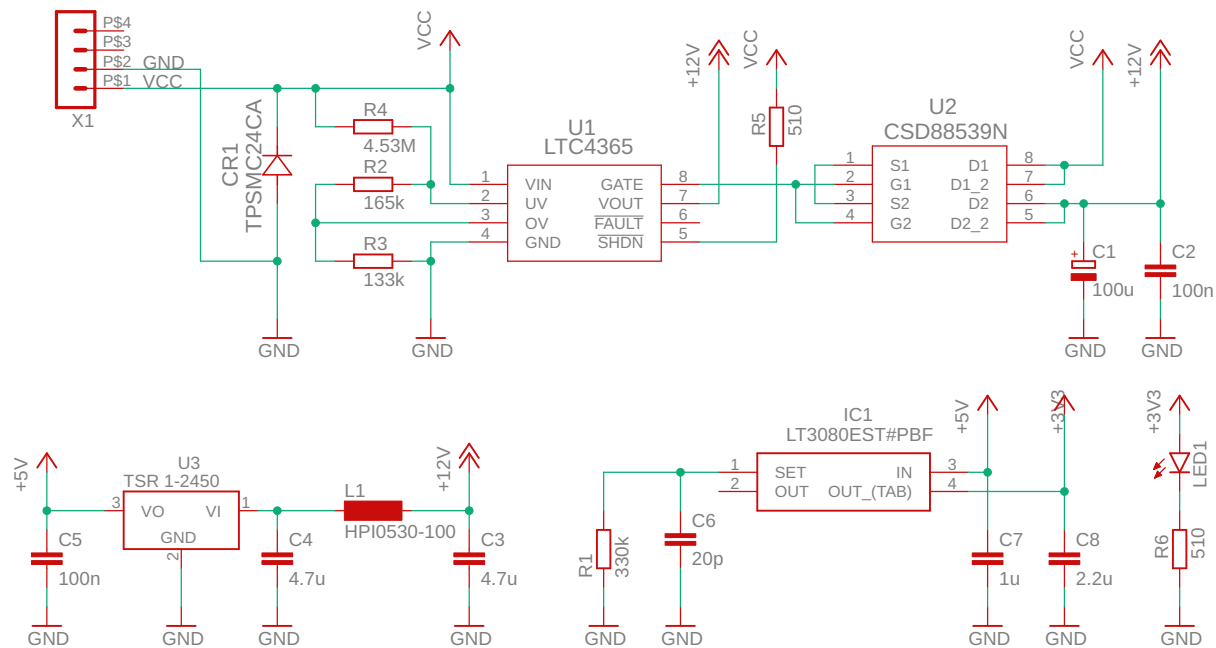 P$4
P$3
P$2 GND
P$1 VCC
X1
CR1
TPSMC24CA
GND
R4
4.53M
R2
165k
R3
133k
GND
VCC
U1
LTC4365
1 VIN GATE 8
2 UV VOUT 7
3 OV FAULT 6
4 GND SHDN 5
+12V
VCC
R5
510
U2
CSD88539N
1 S1 D1 8
2 G1 D1_2 7
3 S2 D2 6
4 G2 D2_2 5
VCC
+12V
+
C1
100u
GND
C2
100n
GND
+5V
C5
100n
GND
U3
TSR 1-2450
3 VO VI 1
GND
2
GND
C4
4.7u
GND
L1
HPI0530-100
+12V
C3
4.7u
GND
R1
330k
GND
C6
20p
GND
IC1
LT3080EST#PBF
1 SET IN 3
2 OUT OUT_(TAB) 4
+5V
C7
1u
GND
+3V3
C8
2.2u
GND
+3V3
LED1
R6
510
GND